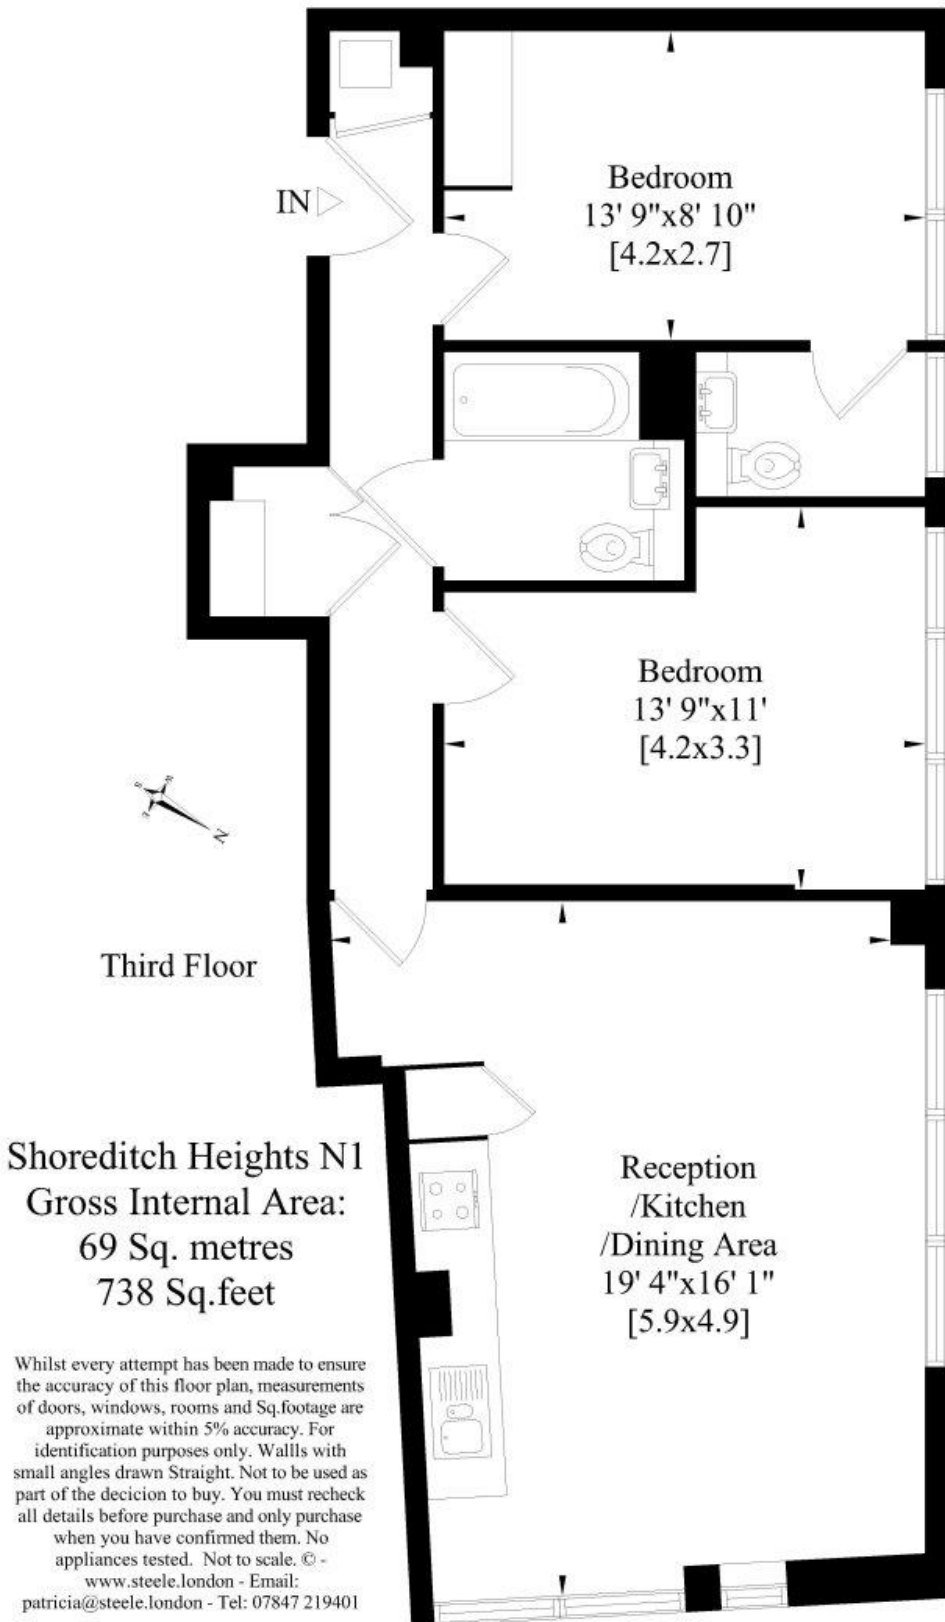 IN
Bedroom
13' 9"x8' 10"
[4.2x2.7]
Bedroom
13' 9"x11'
[4.2x3.3]
N
Third Floor
Shoreditch Heights N1
Gross Internal Area:
69 Sq. metres
738 Sq.feet
Reception
/Kitchen
/Dining Area
19' 4"x16' 1"
[5.9x4.9]
Whilst every attempt has been made to ensure
the accuracy of this floor plan, measurements
of doors, windows, rooms and Sq.footage are
approximate within 5% accuracy. For
identification purposes only. Wallls with
small angles drawn Straight. Not to be used as
part of the decicion to buy. You must recheck
all details before purchase and only purchase
when you have confirmed them. No
appliances tested.  Not to scale. © -
www.steele.london - Email:
patricia@steele.london - Tel: 07847 219401